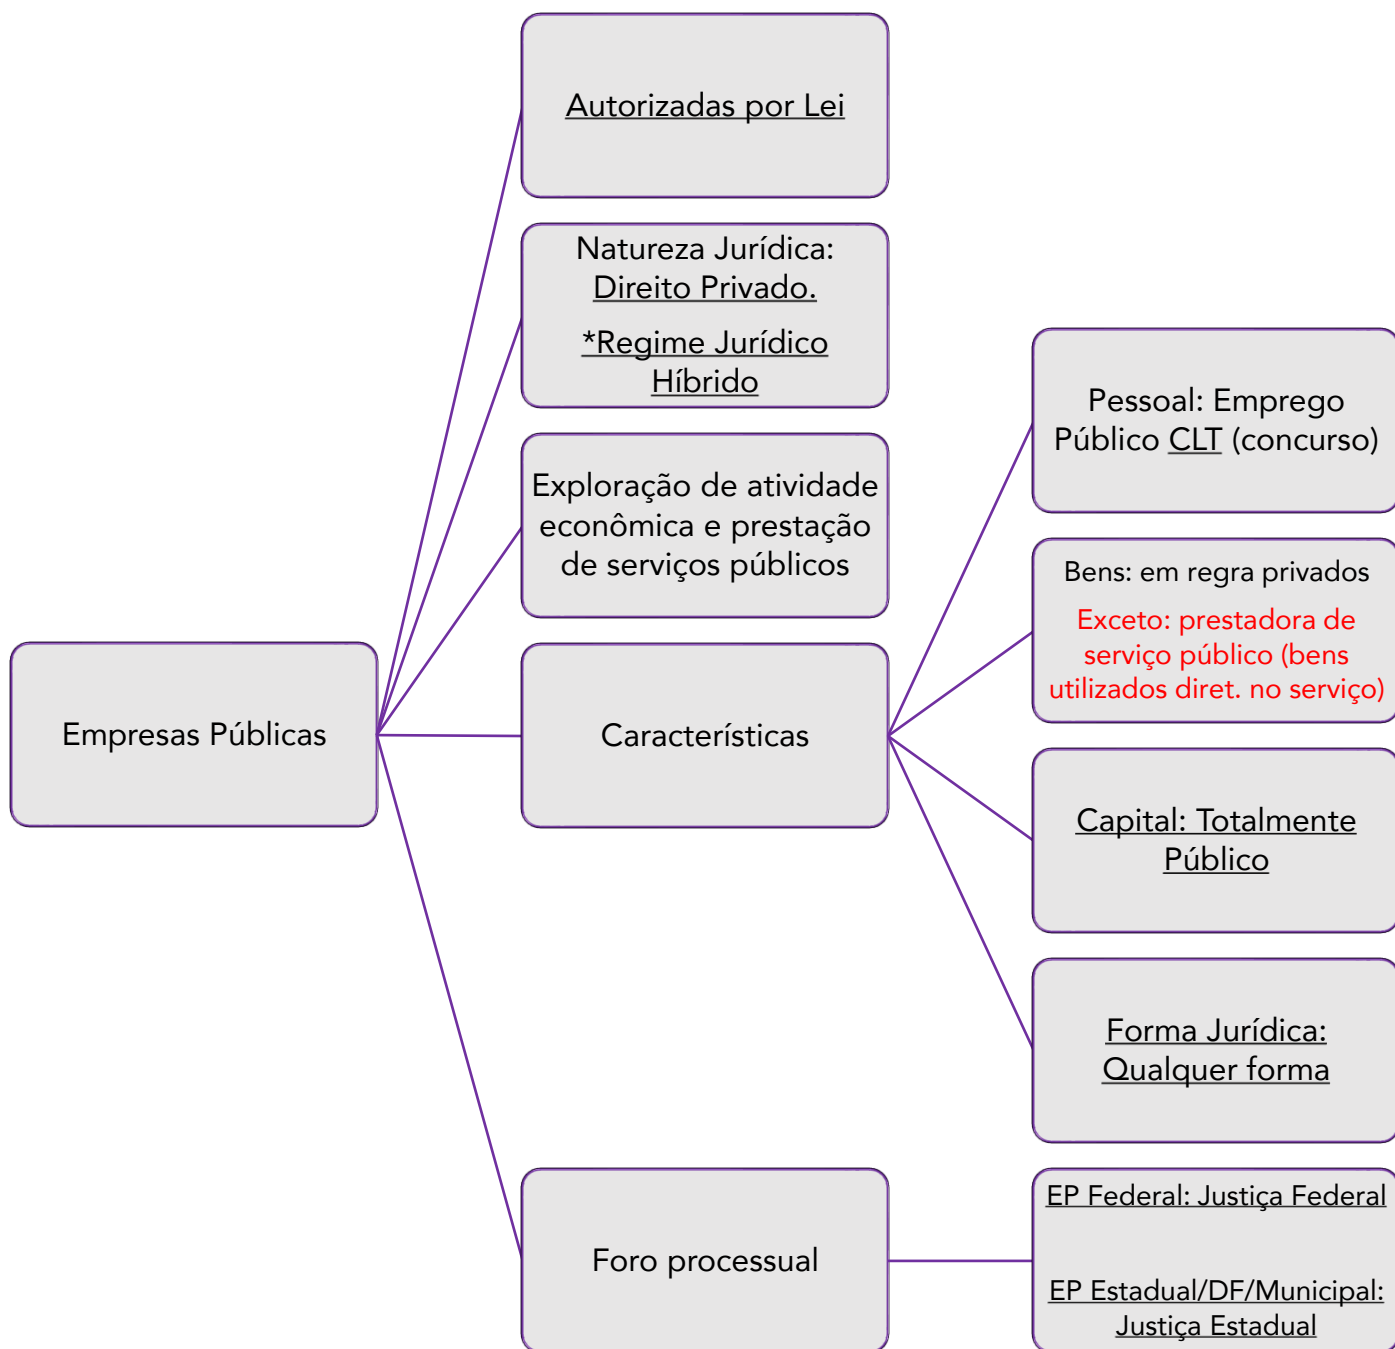 Autorizadas por Lei
Natureza Jurídica:
Direito Privado.
*Regime Jurídico
Híbrido
Exploração de atividade
econômica e prestação
de serviços públicos
Empresas Públicas
Características
Pessoal: Emprego
Público CLT (concurso)
Bens: em regra privados
Exceto: prestadora de
serviço público (bens
utilizados diret. no serviço)
Capital: Totalmente
Público
Forma Jurídica:
Qualquer forma
Foro processual
EP Federal: Justiça Federal
EP Estadual/DF/Municipal:
Justiça Estadual